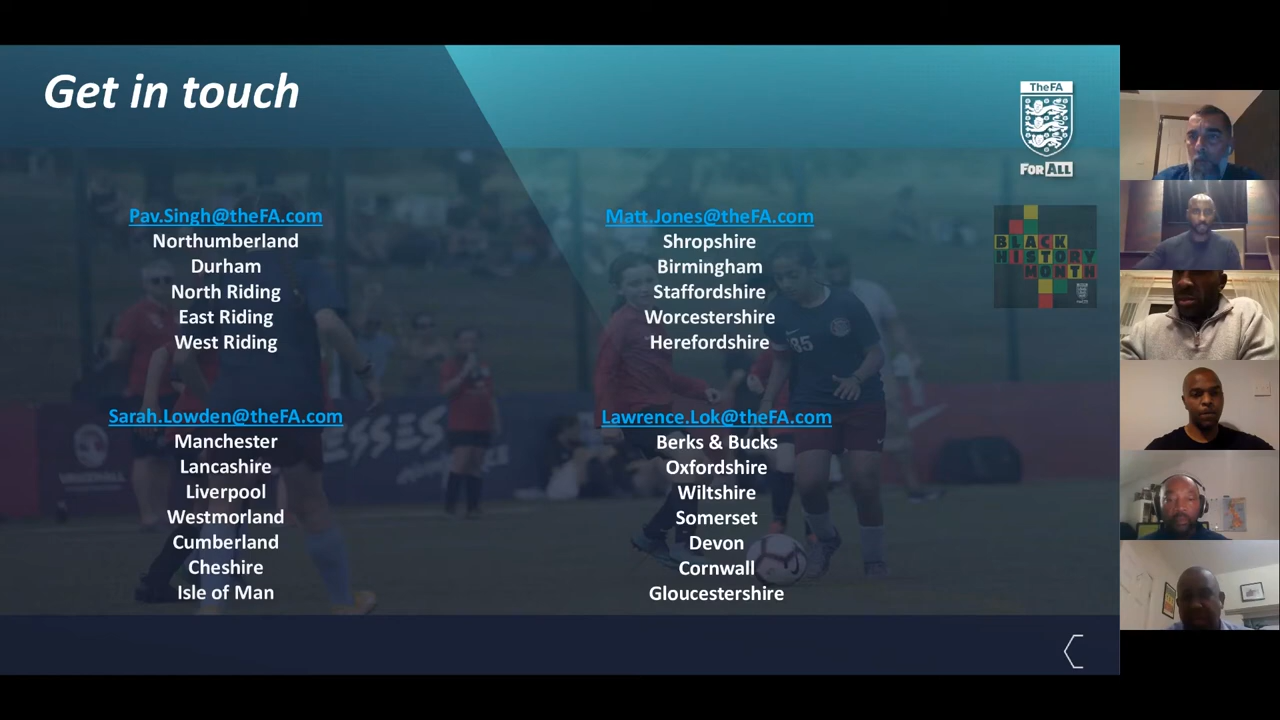 Get in touch
TheFA
FOR ALL
Pav.Singh@theFA.com
Northumberland
Durham
North Riding
East Riding
West Riding
Matt.Jones@theFA.com
Shropshire
Birmingham
Staffordshire
Worcestershire
Herefordshire
BLACK
HISTORY
MONTH
Sarah.Lowden@theFA.com
Manchester
Lancashire
Liverpool
Westmorland
Cumberland
Cheshire
Isle of Man
Lawrence.Lok@theFA.com
Berks & Bucks
Oxfordshire
Wiltshire
Somerset
Devon
Cornwall
Gloucestershire
85
VAUXHALL